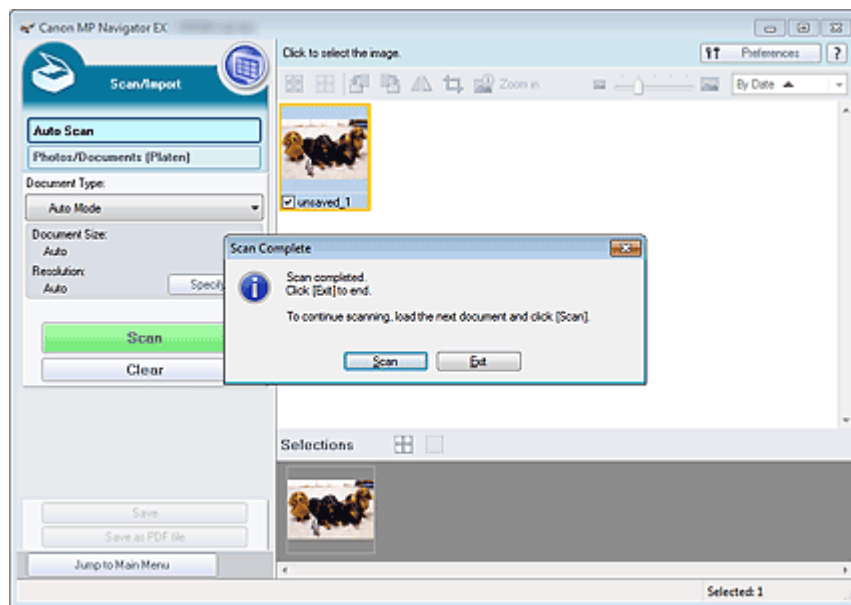 Canon MP Navigator EX
Scan/Import
Click to select the image.
Preferences
?
Zoom in
By Date
Auto Scan
Photos/Documents (Platen)
Document Type:
Auto Mode
Document Size:
Auto
Resolution:
Auto
Specify
Scan
Clear
unsaved_1
Scan Complete
Scan completed.
Click [Exit] to end.
To continue scanning, load the next document and click [Scan].
Scan
Exit
Selections
Save
Save as PDF file
Jump to Main Menu
Selected: 1